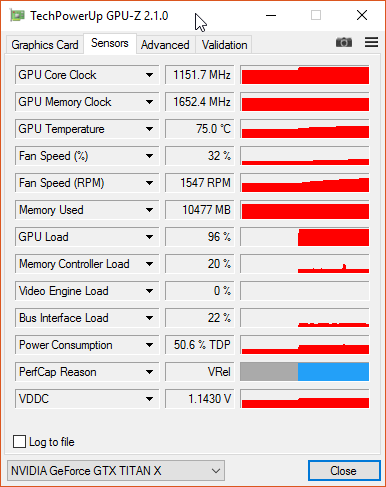 TechPowerUp GPU-Z 2.1.0
Graphics Card Sensors Advanced Validation
GPU Core Clock 1151.7 MHz
GPU Memory Clock 1652.4 MHz
GPU Temperature 75.0 °C
Fan Speed (%) 32 %
Fan Speed (RPM) 1547 RPM
Memory Used 10477 MB
GPU Load 96 %
Memory Controller Load 20 %
Video Engine Load 0 %
Bus Interface Load 22 %
Power Consumption 50.6 % TDP
PerfCap Reason VRel
VDDC 1.1430 V
Log to file
NVIDIA GeForce GTX TITAN X Close